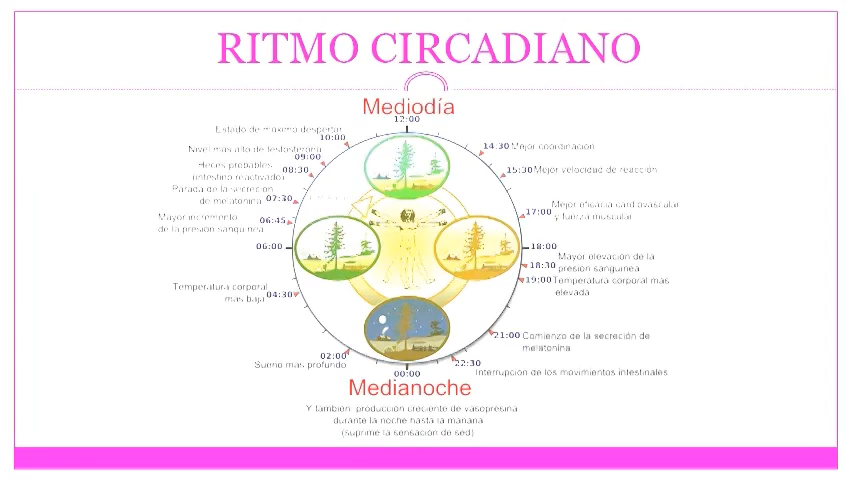 RITMO CIRCADIANO
Mediodía
12:00
Estado de máximo despertar
10:00
Nivel más alto de testosterona
09:00
Heces probables
(intestino reactivado)
08:30
Parada de la secreción
de melatonina
07:30
Mayor incremento
de la presión sanguínea
06:45
06:00
Temperatura corporal
más baja
04:30
02:00
Sueño más profundo
14:30 Mejor coordinación
15:30 Mejor velocidad de reacción
17:00
Mejor eficacia cardiovascular
y fuerza muscular
18:00
18:30
Mayor elevación de la
presión sanguínea
19:00 Temperatura corporal más
elevada
21:00 Comienzo de la secreción de
melatonina
22:30
Interrupción de los movimientos intestinales
00:00
Medianoche
Y también: producción creciente de vasopresina
durante la noche hasta la mañana
(suprime la sensación de sed)